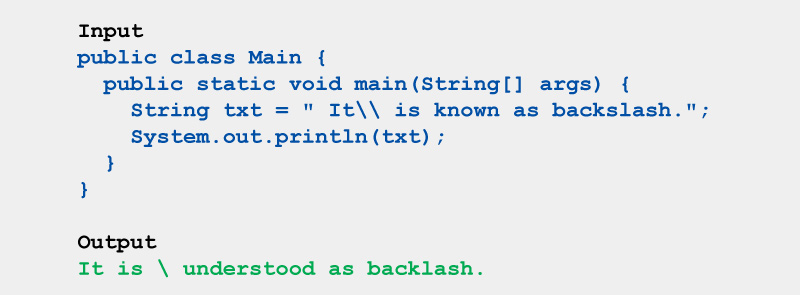 Input
public class Main {
  public static void main(String[] args) {
    String txt = " It\\ is known as backslash.";
    System.out.println(txt);
  }
}
Output
It is \ understood as backlash.